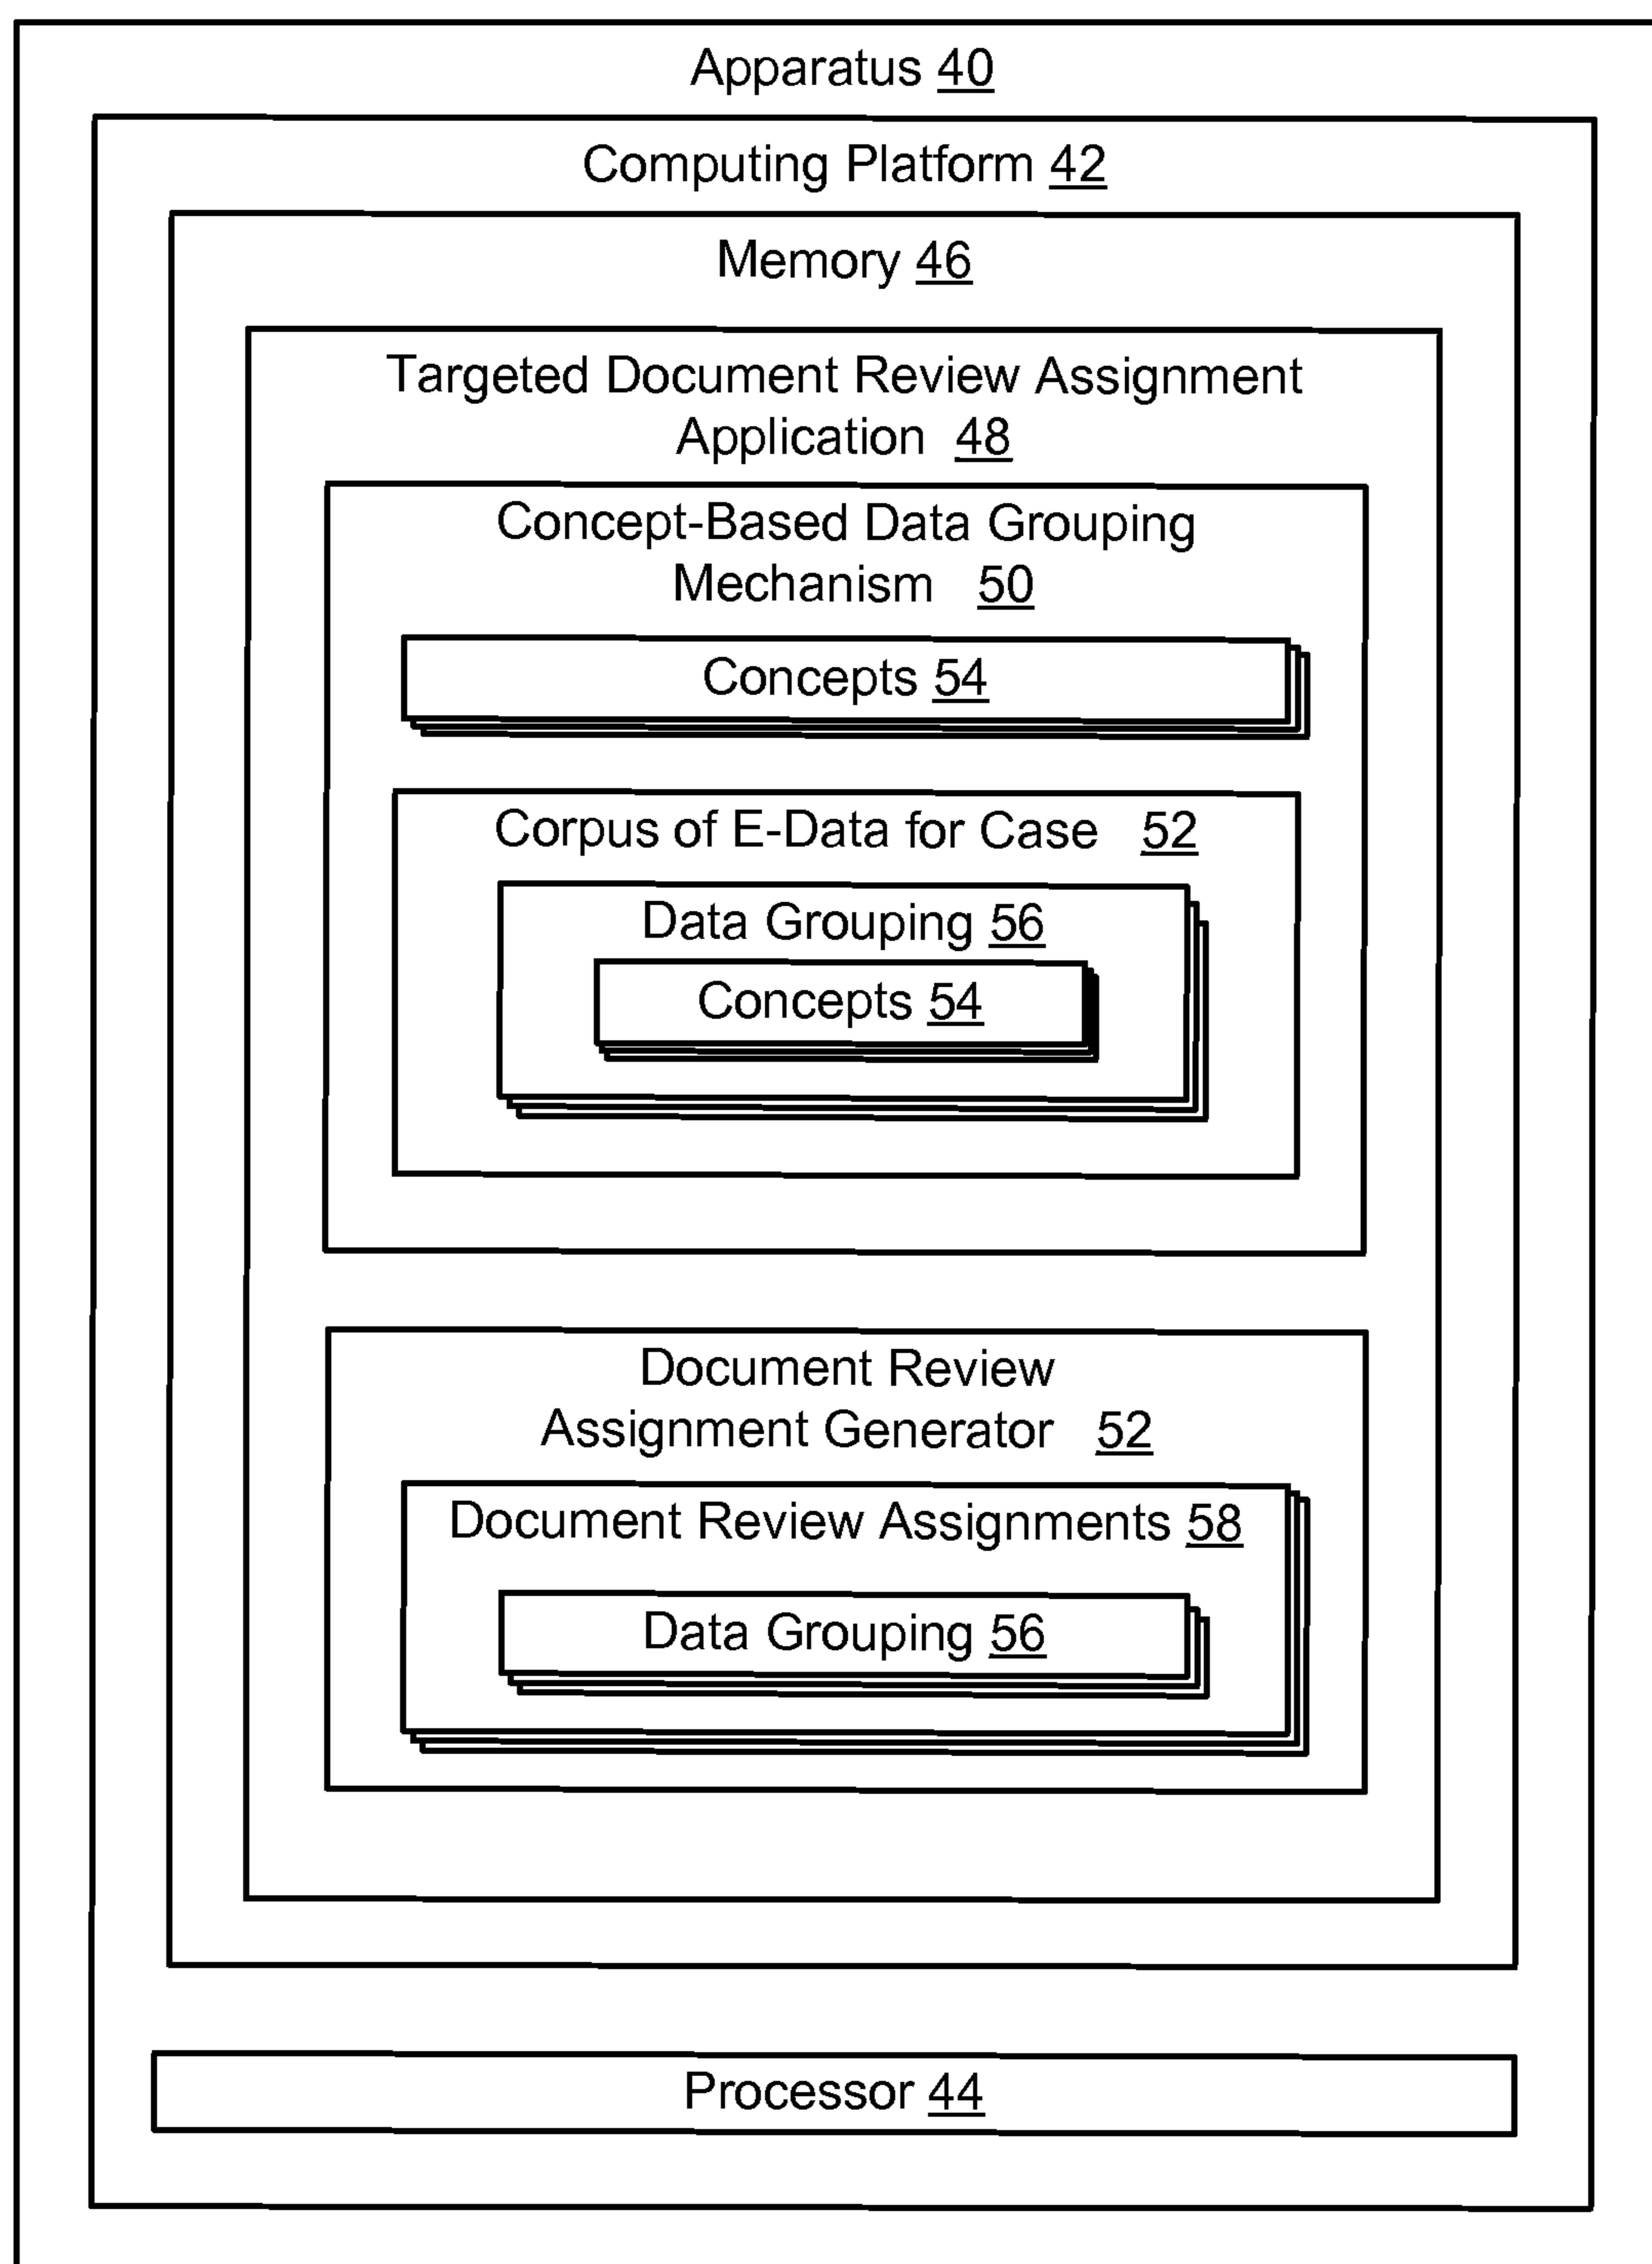 Apparatus 40
Computing Platform 42
Memory 46
Targeted Document Review Assignment
Application 48
Concept-Based Data Grouping
Mechanism 50
Concepts 54
Corpus of E-Data for Case 52
Data Grouping 56
Concepts 54
Document Review
Assignment Generator 52
Document Review Assignments 58
Data Grouping 56
Processor 44